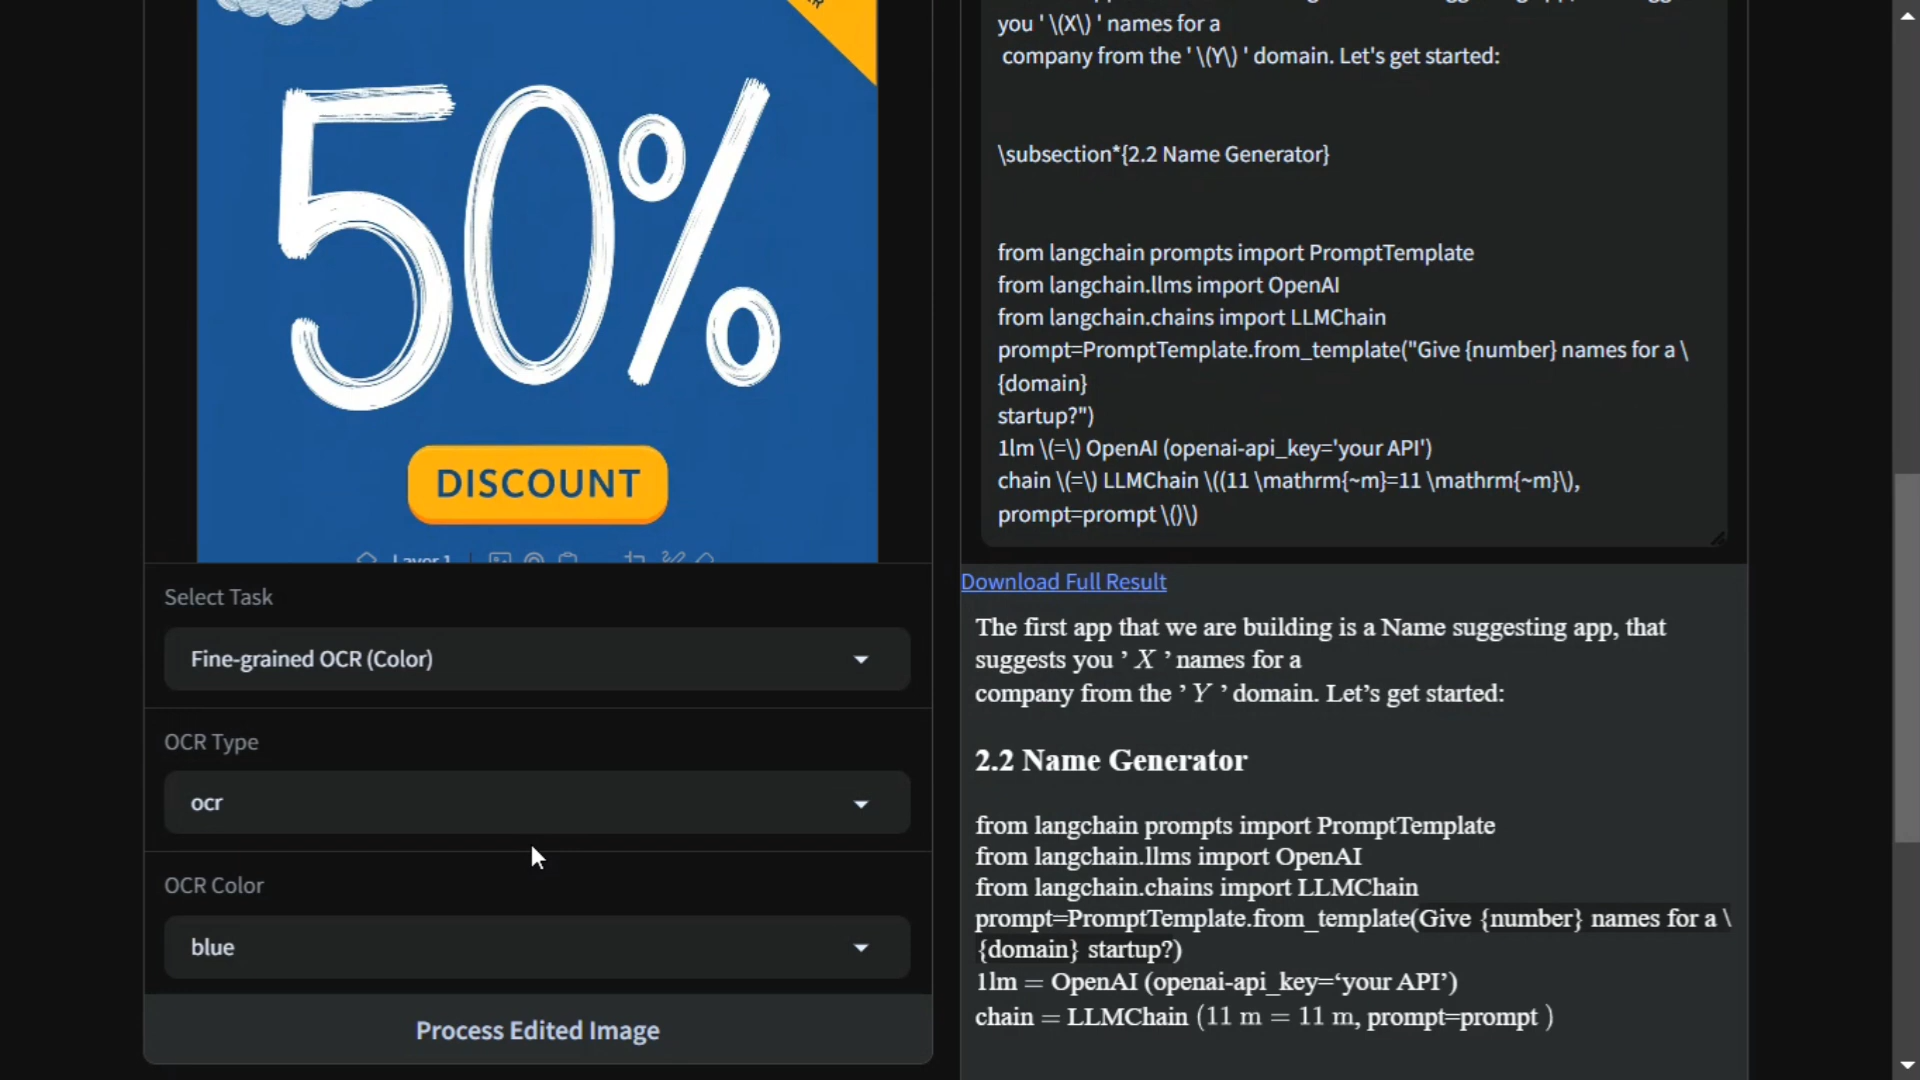 50%
DISCOUNT
Layer 1
Select Task
Fine-grained OCR (Color)
OCR Type
ocr
OCR Color
blue
Process Edited Image
you ' \(X\) ' names for a
company from the ' \(Y\) ' domain. Let's get started:
\subsection*{2.2 Name Generator}
from langchain prompts import PromptTemplate
from langchain.llms import OpenAI
from langchain.chains import LLMChain
prompt=PromptTemplate.from_template("Give {number} names for a \
{domain}
startup?")
1lm \(=\) OpenAI (openai-api_key='your API')
chain \(=\) LLMChain \((11 \mathrm{~m}=11 \mathrm{~m}\),
prompt=prompt \()\)
Download Full Result
The first app that we are building is a Name suggesting app, that
suggests you ’ X ’ names for a
company from the ’ Y ’ domain. Let’s get started:
2.2 Name Generator
from langchain prompts import PromptTemplate
from langchain.llms import OpenAI
from langchain.chains import LLMChain
prompt=PromptTemplate.from_template(Give {number} names for a \
{domain} startup?)
1lm = OpenAI (openai-api_key=‘your API’)
chain = LLMChain (11 m = 11 m, prompt=prompt )